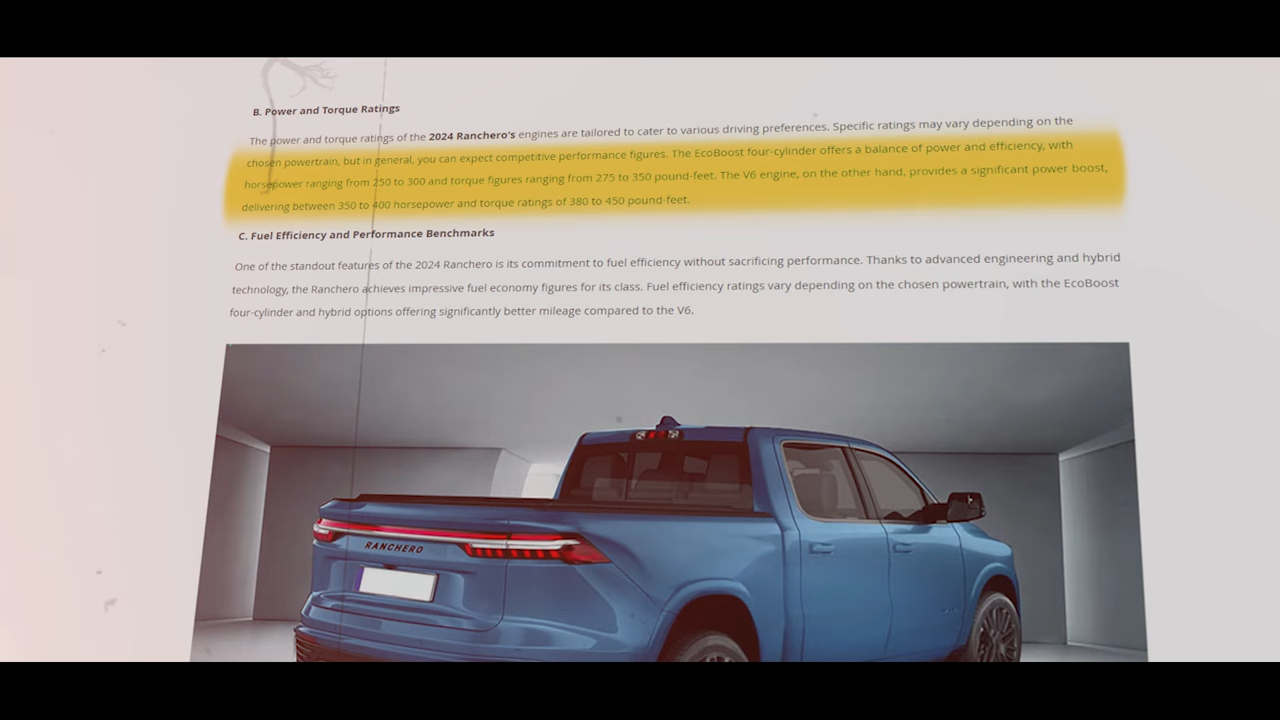 B. Power and Torque Ratings
The power and torque ratings of the 2024 Ranchero's engines are tailored to cater to various driving preferences. Specific ratings may vary depending on the
chosen powertrain, but in general, you can expect competitive performance figures. The EcoBoost four-cylinder offers a balance of power and efficiency, with
horsepower ranging from 250 to 300 and torque figures ranging from 275 to 350 pound-feet. The V6 engine, on the other hand, provides a significant power boost,
delivering between 350 to 400 horsepower and torque ratings of 380 to 450 pound-feet.
C. Fuel Efficiency and Performance Benchmarks
One of the standout features of the 2024 Ranchero is its commitment to fuel efficiency without sacrificing performance. Thanks to advanced engineering and hybrid
technology, the Ranchero achieves impressive fuel economy figures for its class. Fuel efficiency ratings vary depending on the chosen powertrain, with the EcoBoost
four-cylinder and hybrid options offering significantly better mileage compared to the V6.
RANCHERO